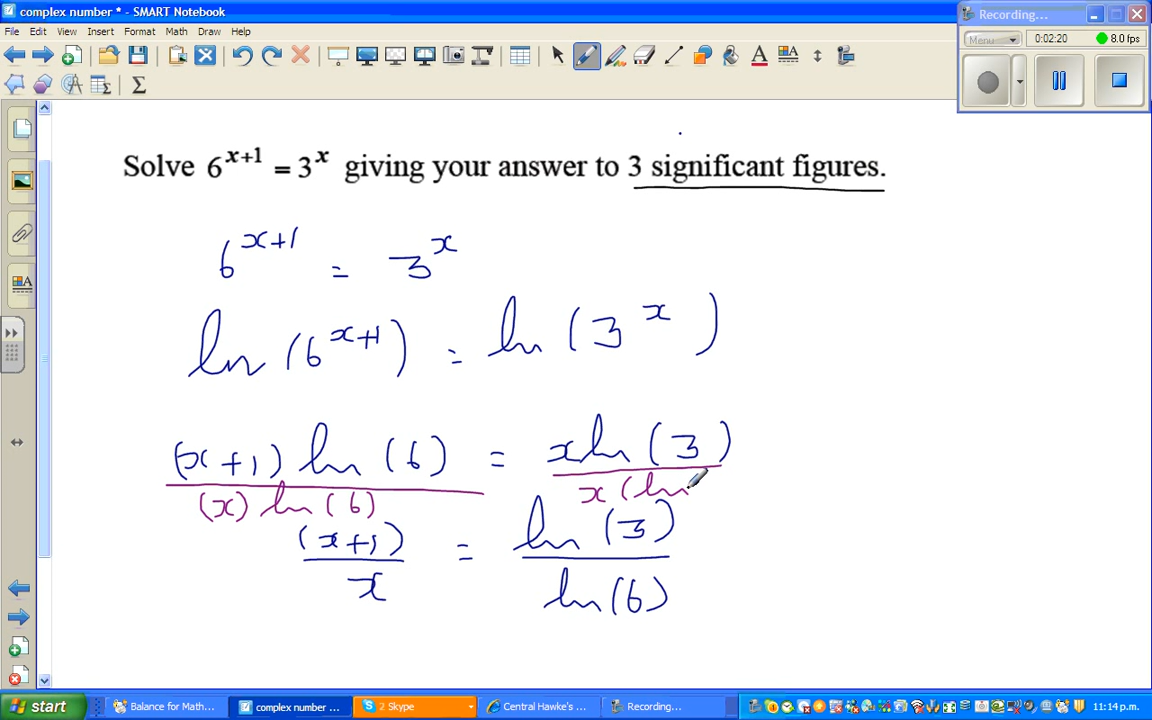 complex number * - SMART Notebook
Recording...
File Edit View Insert Format Math Draw Help
Menu 0:02:20 8.0 fps
Solve 6^{x+1} = 3^x giving your answer to 3 significant figures.
6^{x+1} = 3^x
ln (6^{x+1}) = ln (3^x)
(x+1) ln (6) = x ln (3)
(x) ln (6) x (ln
(x+1) = ln (3)
x ln (6)
start Balance for Math... complex number ... 2 Skype Central Hawke's ... Recording... 11:14 p.m.